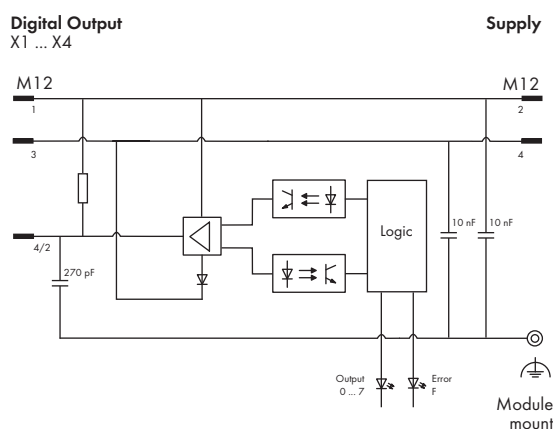 Digital Output
X1 ... X4
Supply
M12
M12
1
2
3
4
4/2
270 pF
Logic
10 nF
10 nF
Output
0 ... 7
Error
F
Module
mount